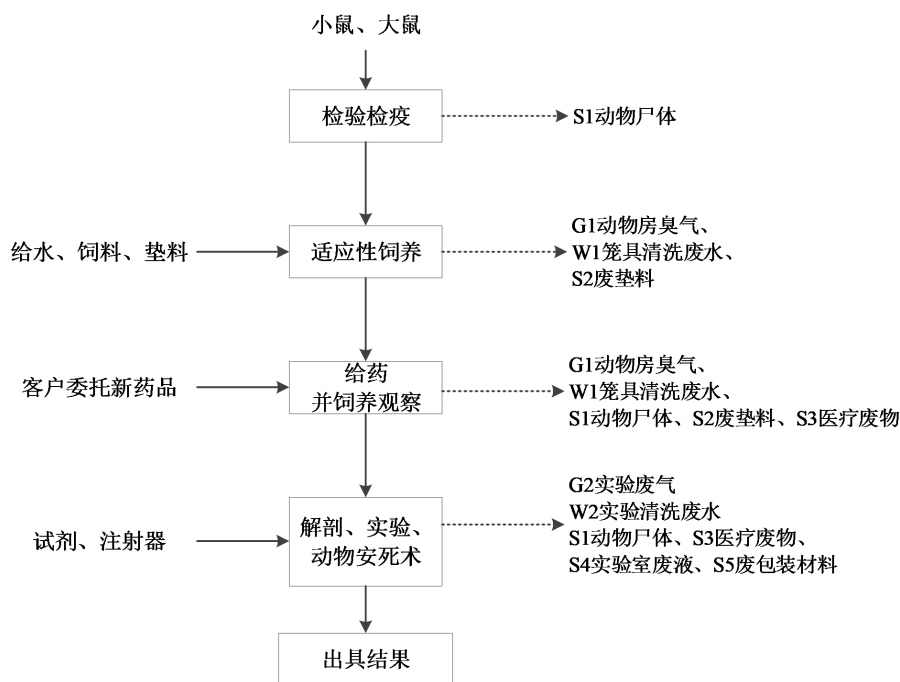 小鼠、大鼠
检验检疫
S1动物尸体
给水、饲料、垫料
适应性饲养
G1动物房臭气、
W1笼具清洗废水、
S2废垫料
客户委托新药品
给药
并饲养观察
G1动物房臭气、
W1笼具清洗废水、
S1动物尸体、S2废垫料、S3医疗废物
试剂、注射器
解剖、实验、
动物安死术
G2实验废气
W2实验清洗废水
S1动物尸体、S3医疗废物、
S4实验室废液、S5废包装材料
出具结果